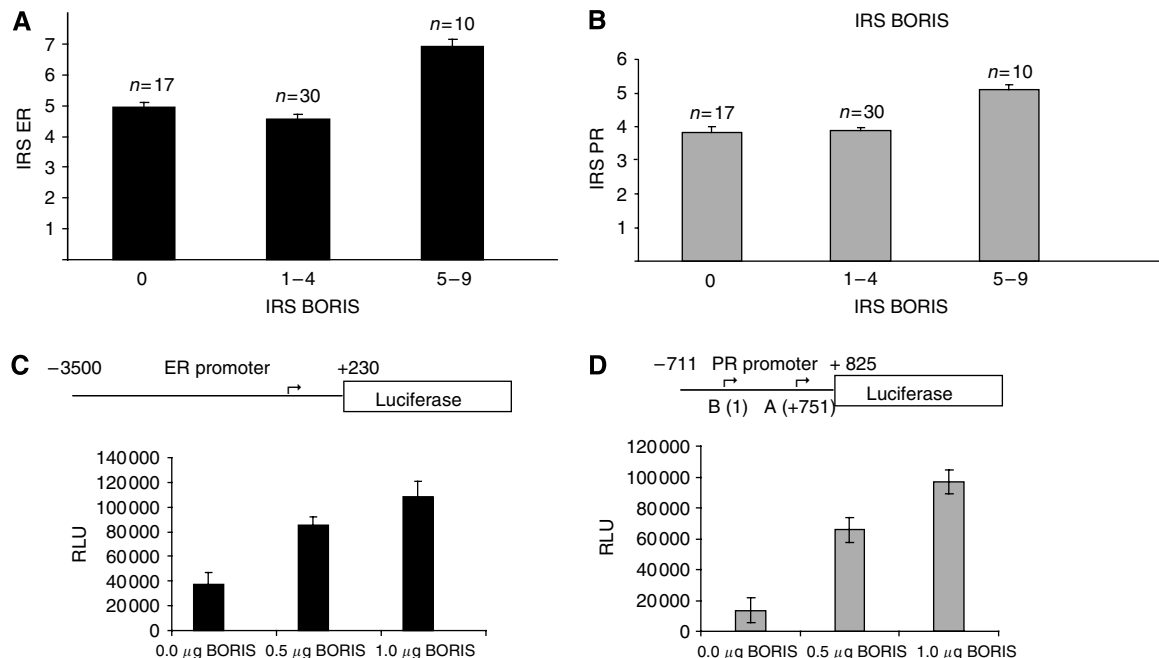 A
IRS ER
7
6
5
4
3
2
1
n=17
n=30
n=10
0 1–4 5–9
IRS BORIS
B
IRS BORIS
IRS PR
6
5
4
3
2
1
n=17
n=30
n=10
0 1–4 5–9
IRS BORIS
C
−3500 ER promoter +230
Luciferase
RLU
140 000
120 000
100 000
80 000
60 000
40 000
20 000
0
0.0 μg BORIS 0.5 μg BORIS 1.0 μg BORIS
D
−711 PR promoter + 825
B (1) A (+751)
Luciferase
RLU
120 000
100 000
80 000
60 000
40 000
20 000
0
0.0 μg BORIS 0.5 μg BORIS 1.0 μg BORIS